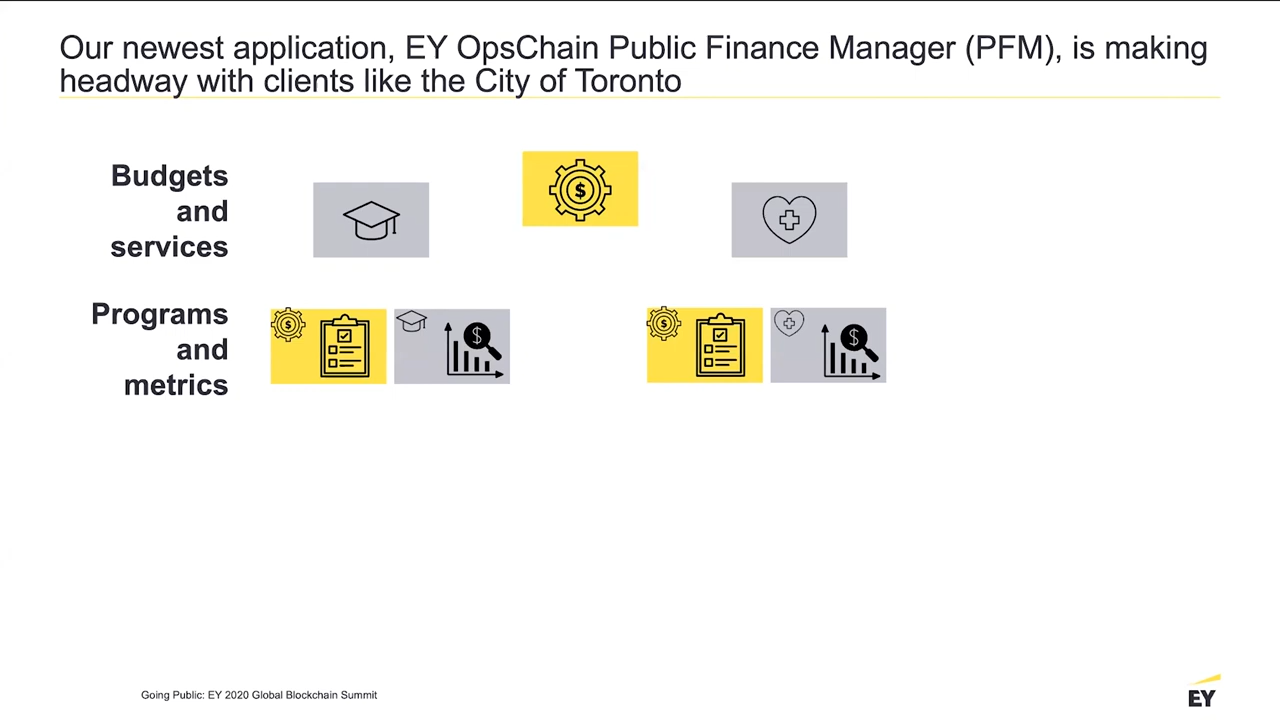 Our newest application, EY OpsChain Public Finance Manager (PFM), is making
headway with clients like the City of Toronto
Budgets
and
services
$
Programs
and
metrics
$
$
$
$
Going Public: EY 2020 Global Blockchain Summit
EY